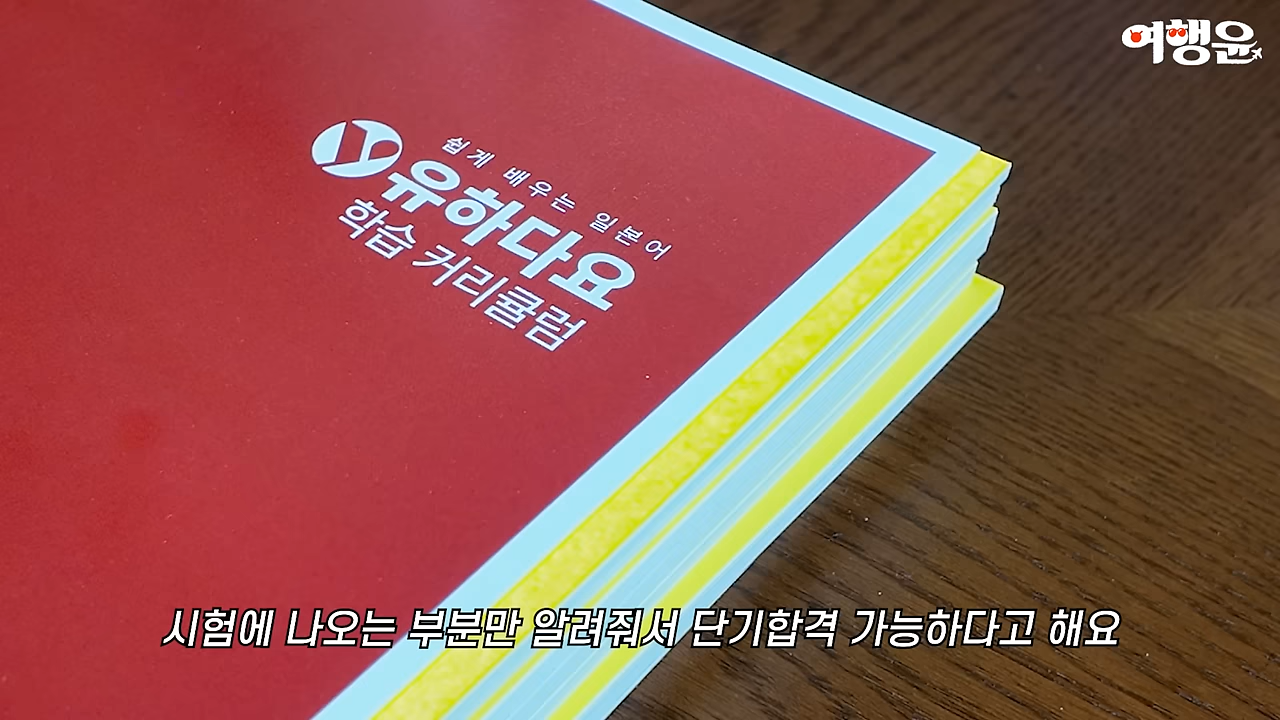 여행윤
쉽게 배우는 일본어
유하다요
학습 커리큘럼
시험에 나오는 부분만 알려줘서 단기합격 가능하다고 해요